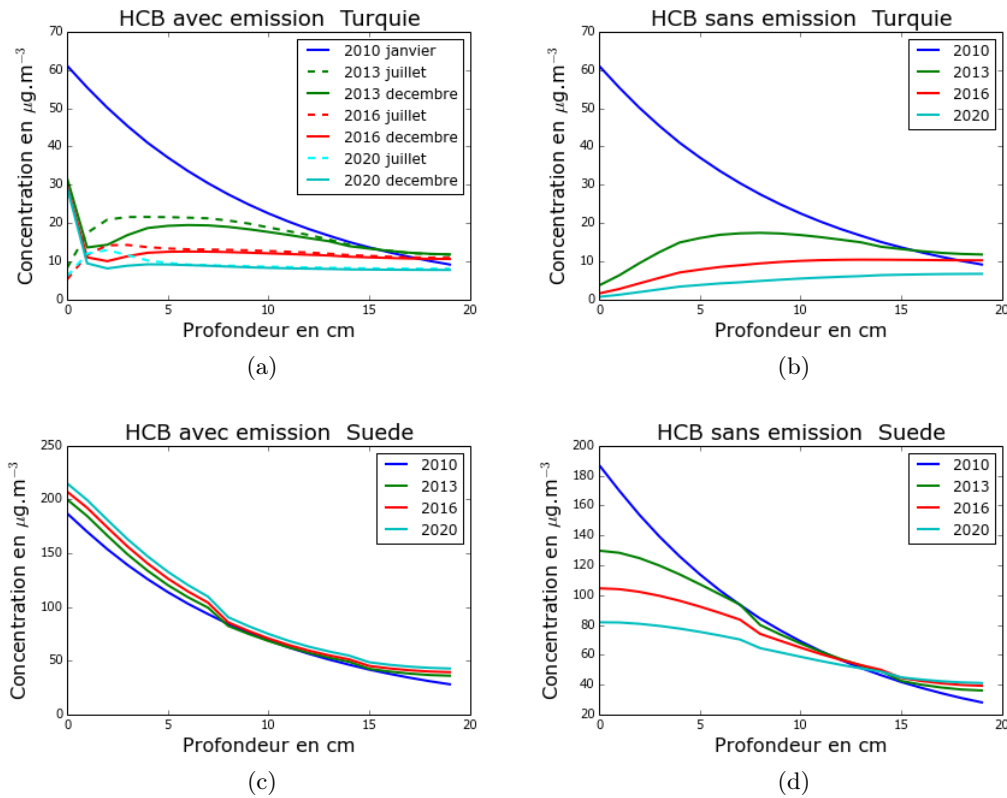 HCB avec emission Turquie
Concentration en μg.m⁻³
70
60
50
40
30
20
10
0
2010 janvier
2013 juillet
2013 decembre
2016 juillet
2016 decembre
2020 juillet
2020 decembre
0 5 10 15 20
Profondeur en cm
(a)
HCB sans emission Turquie
Concentration en μg.m⁻³
70
60
50
40
30
20
10
0
2010
2013
2016
2020
0 5 10 15 20
Profondeur en cm
(b)
HCB avec emission Suede
Concentration en μg.m⁻³
250
200
150
100
50
0
2010
2013
2016
2020
0 5 10 15 20
Profondeur en cm
(c)
HCB sans emission Suede
Concentration en μg.m⁻³
200
180
160
140
120
100
80
60
40
20
2010
2013
2016
2020
0 5 10 15 20
Profondeur en cm
(d)